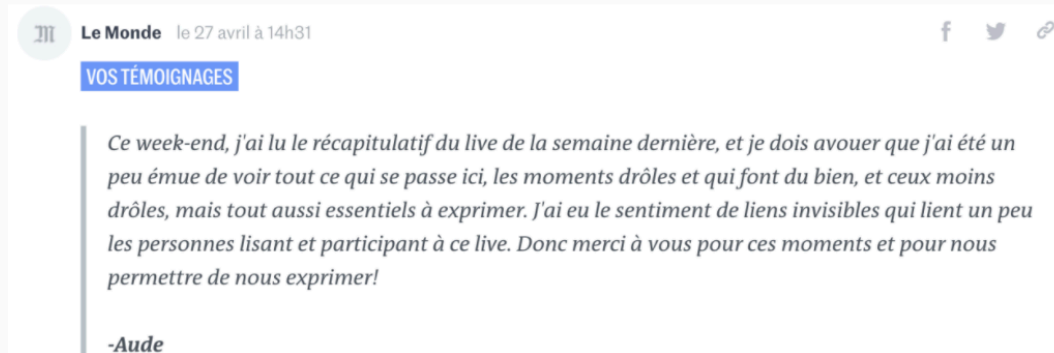 Le Monde le 27 avril à 14h31
VOS TÉMOIGNAGES
Ce week-end, j'ai lu le récapitulatif du live de la semaine dernière, et je dois avouer que j'ai été un
peu émue de voir tout ce qui se passe ici, les moments drôles et qui font du bien, et ceux moins
drôles, mais tout aussi essentiels à exprimer. J'ai eu le sentiment de liens invisibles qui lient un peu
les personnes lisant et participant à ce live. Donc merci à vous pour ces moments et pour nous
permettre de nous exprimer!
-Aude